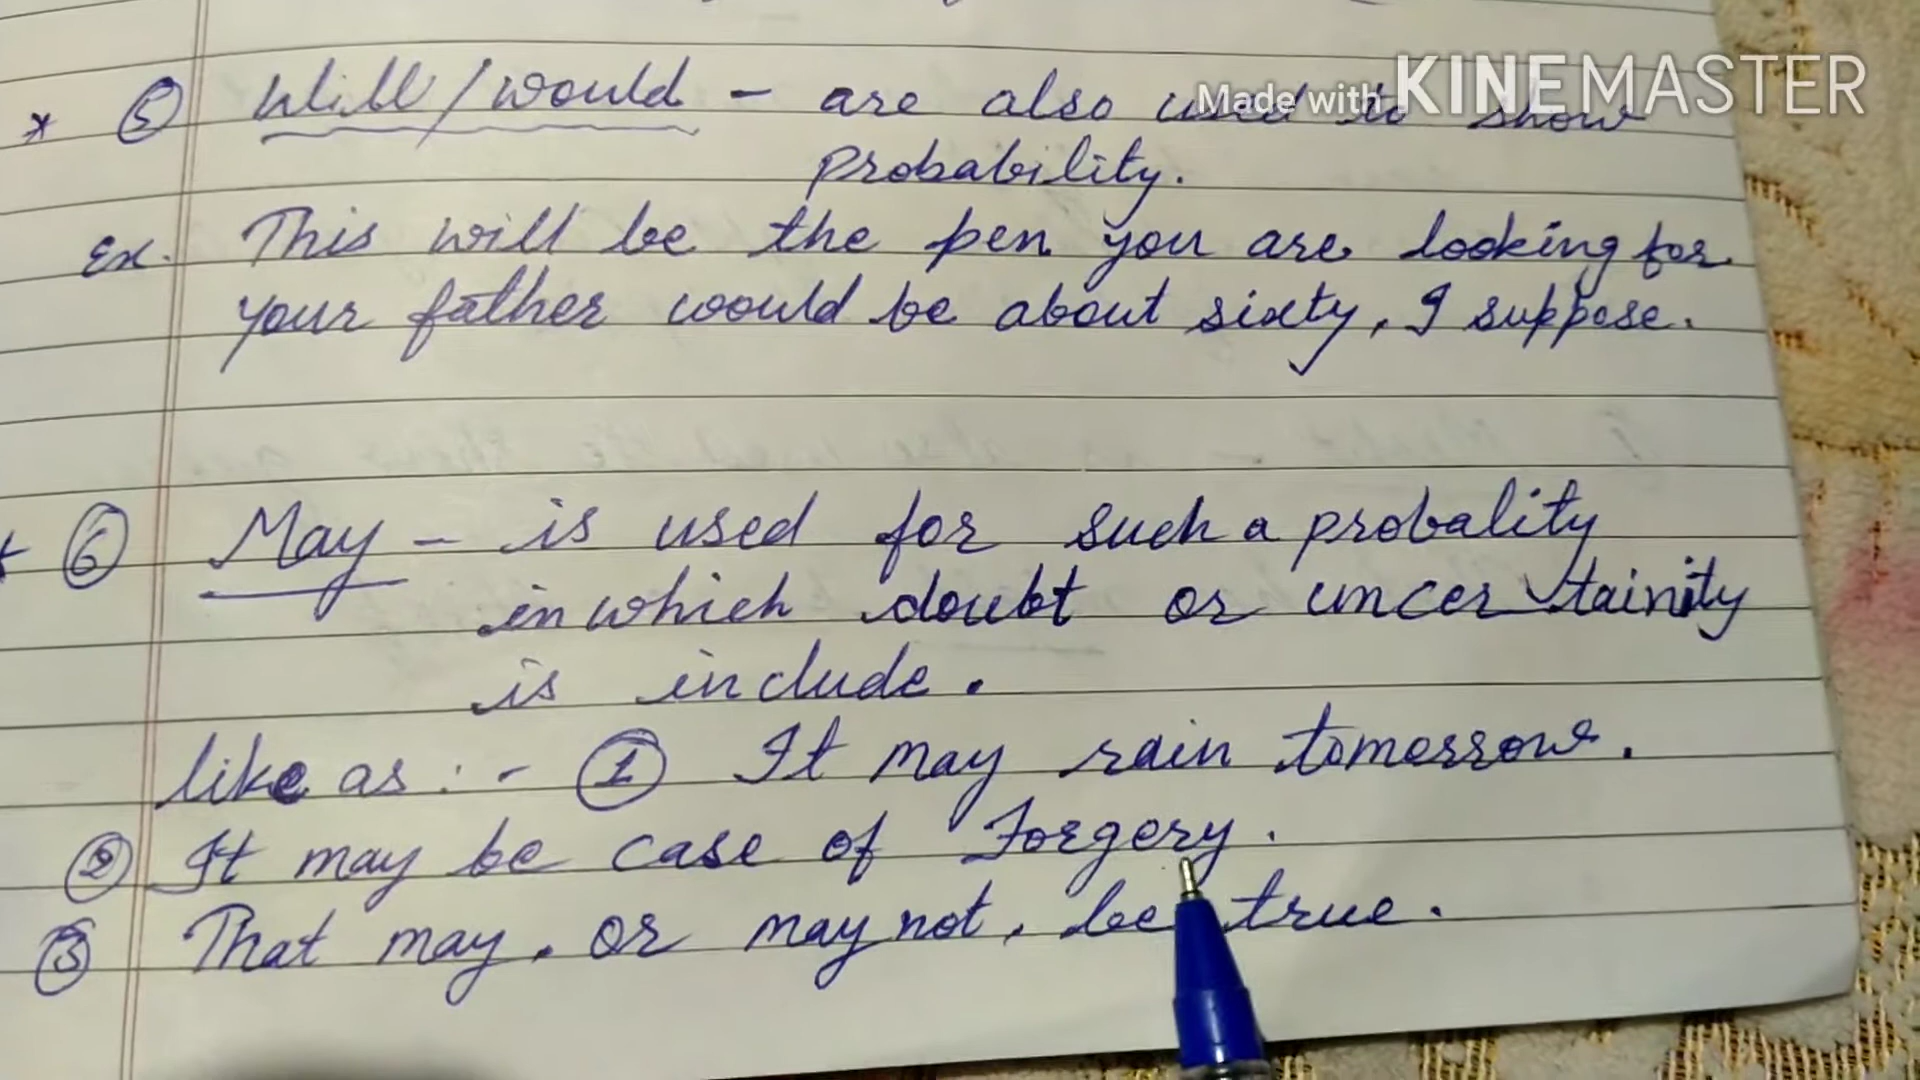 Made with KINEMASTER
* 5 Will/would - are also used to show
probability.
Ex. This will be the pen you are looking for
your father would be about sixty, I suppose.
* 6 May - is used for such a probality
in which doubt or uncertainity
is include.
like as :- 1 It may rain tomorrow.
2 It may be case of Forgery.
3 That may, or may not, be true.